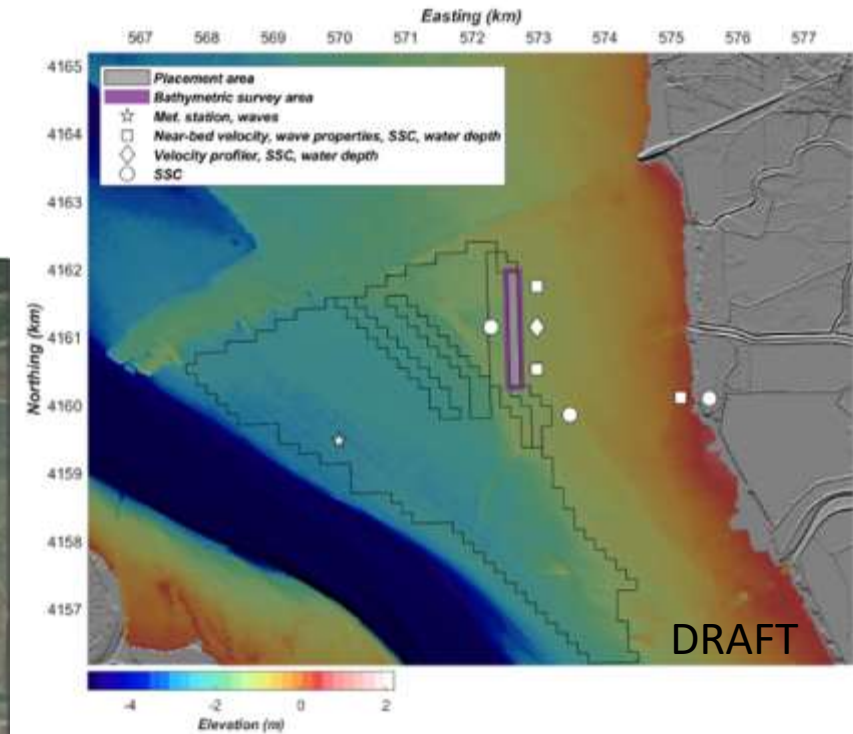 Easting (km)
567 568 569 570 571 572 573 574 575 576 577
4165
Placement area
Bathymetric survey area
Met. station, waves
4164
Near-bed velocity, wave properties, SSC, water depth
Velocity profiler, SSC, water depth
SSC
4163
4162
Northing (km)
4161
4160
4159
4158
4157
DRAFT
-4 -2 0 2
Elevation (m)